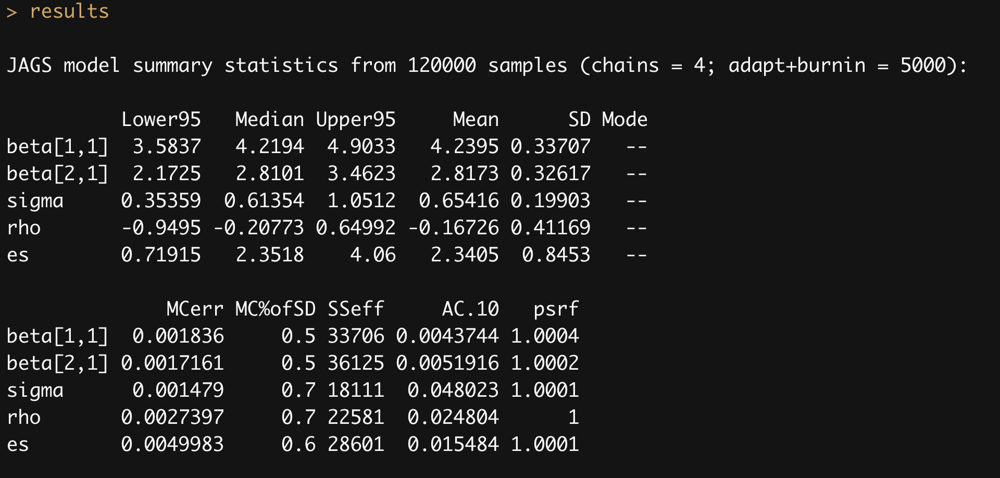 > results
JAGS model summary statistics from 120000 samples (chains = 4; adapt+burnin = 5000):
          Lower95   Median Upper95     Mean      SD Mode
beta[1,1]  3.5837   4.2194  4.9033   4.2395 0.33707   --
beta[2,1]  2.1725   2.8101  3.4623   2.8173 0.32617   --
sigma     0.35359  0.61354  1.0512  0.65416 0.19903   --
rho       -0.9495 -0.20773 0.64992 -0.16726 0.41169   --
es        0.71915   2.3518    4.06   2.3405  0.8453   --
              MCerr MC%ofSD SSeff     AC.10   psrf
beta[1,1]  0.001836     0.5 33706 0.0043744 1.0004
beta[2,1] 0.0017161     0.5 36125 0.0051916 1.0002
sigma      0.001479     0.7 18111  0.048023 1.0001
rho       0.0027397     0.7 22581  0.024804      1
es        0.0049983     0.6 28601  0.015484 1.0001